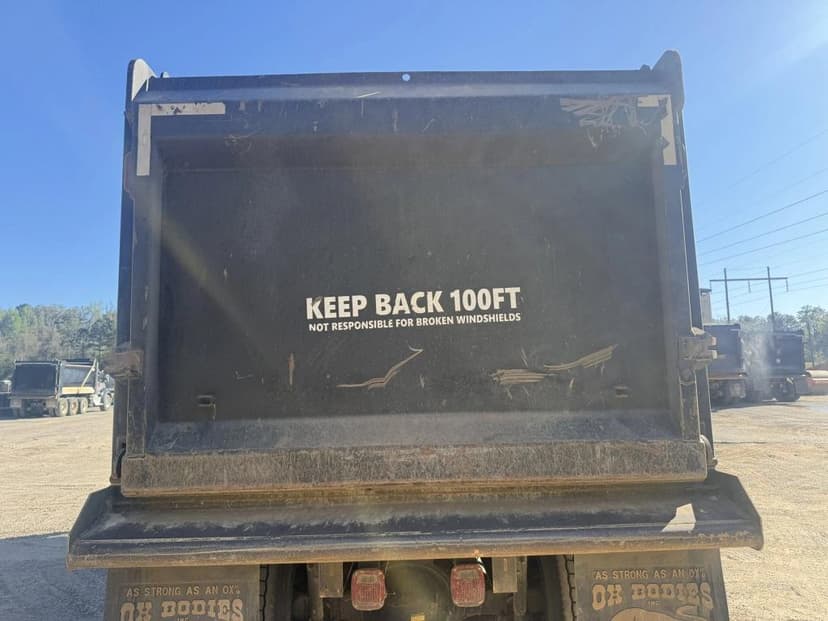 KEEP BACK 100FT
NOT RESPONSIBLE FOR BROKEN WINDSHIELDS
"AS STRONG AS AN OX"
OX BODIES
"AS STRONG AS AN OX"
OX BODIES
INC.